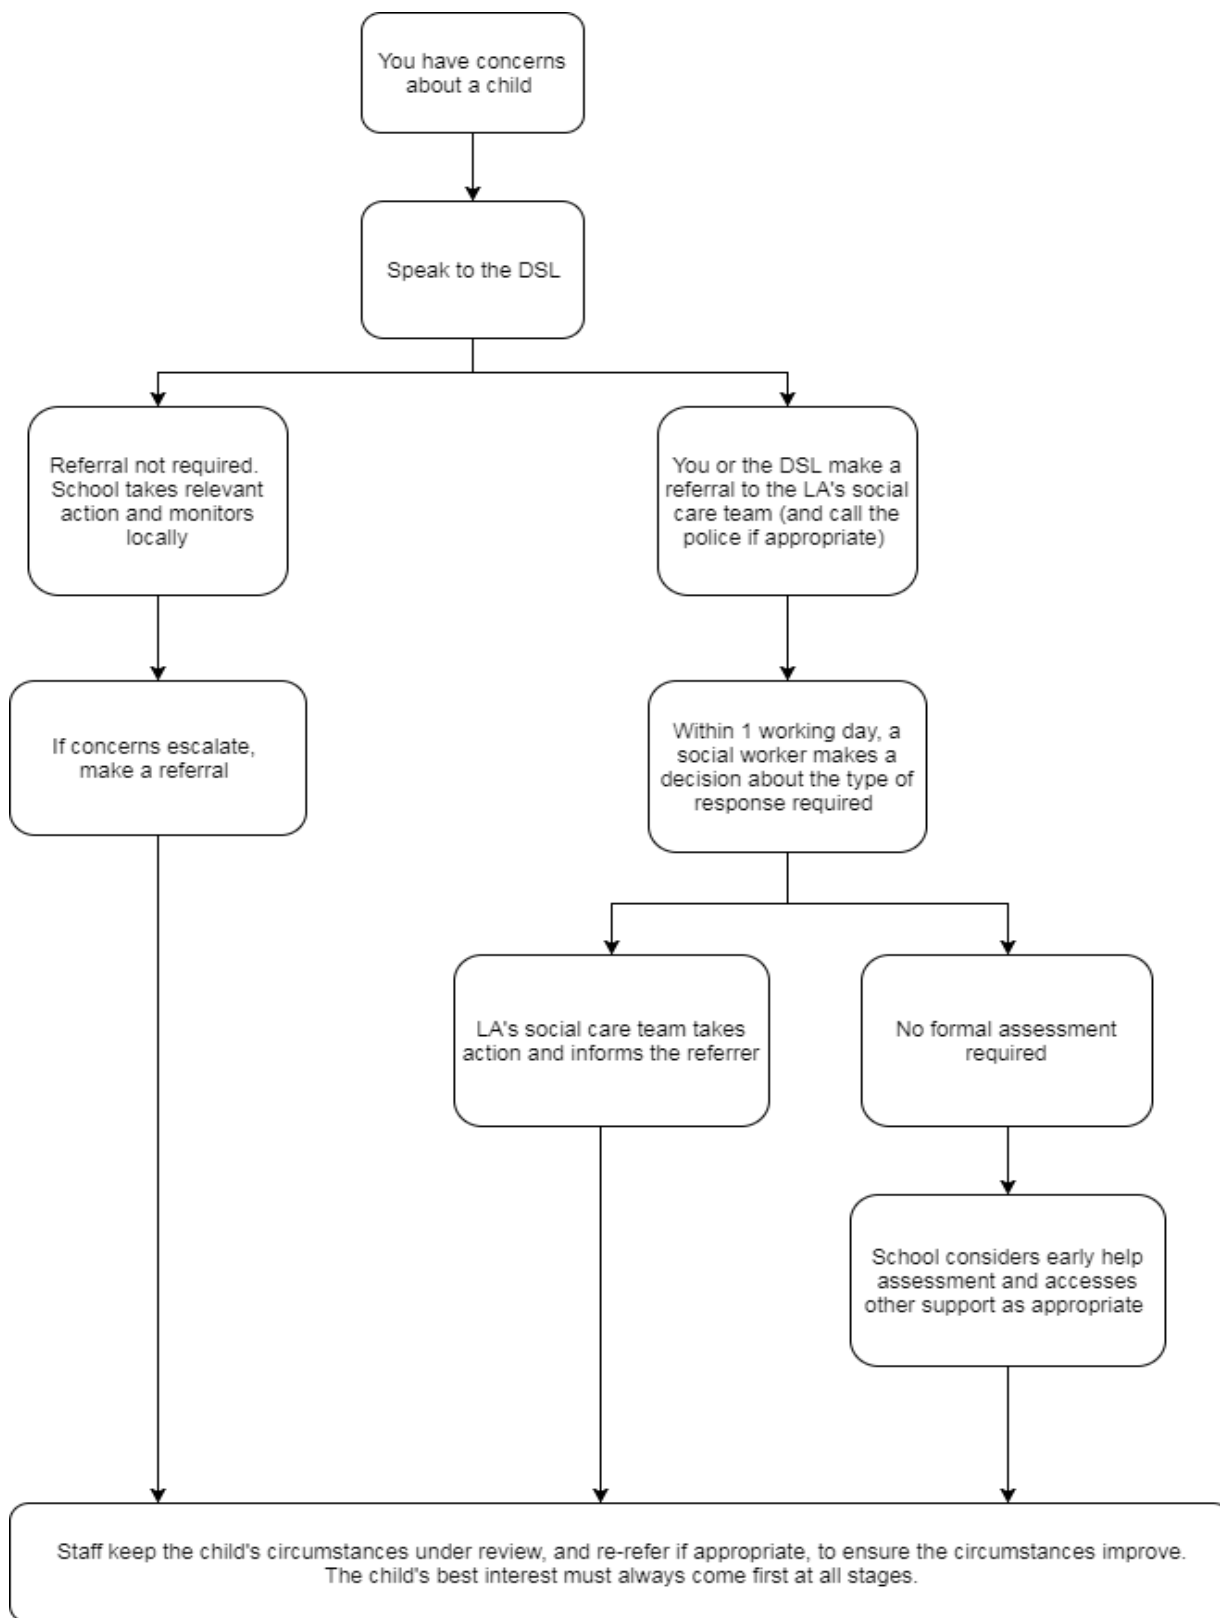 You have concerns
about a child
Speak to the DSL
Referral not required.
School takes relevant
action and monitors
locally
You or the DSL make a
referral to the LA's social
care team (and call the
police if appropriate)
If concerns escalate,
make a referral
Within 1 working day, a
social worker makes a
decision about the type of
response required
LA's social care team takes
action and informs the referrer
No formal assessment
required
School considers early help
assessment and accesses
other support as appropriate
Staff keep the child's circumstances under review, and re-refer if appropriate, to ensure the circumstances improve.
The child's best interest must always come first at all stages.